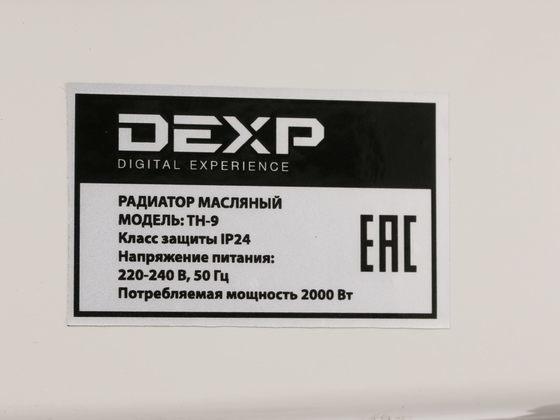 DEXP
DIGITAL EXPERIENCE
РАДИАТОР МАСЛЯНЫЙ
МОДЕЛЬ: TH-9
Класс защиты IP24
Напряжение питания:
220-240 В, 50 Гц
Потребляемая мощность 2000 Вт
EAC